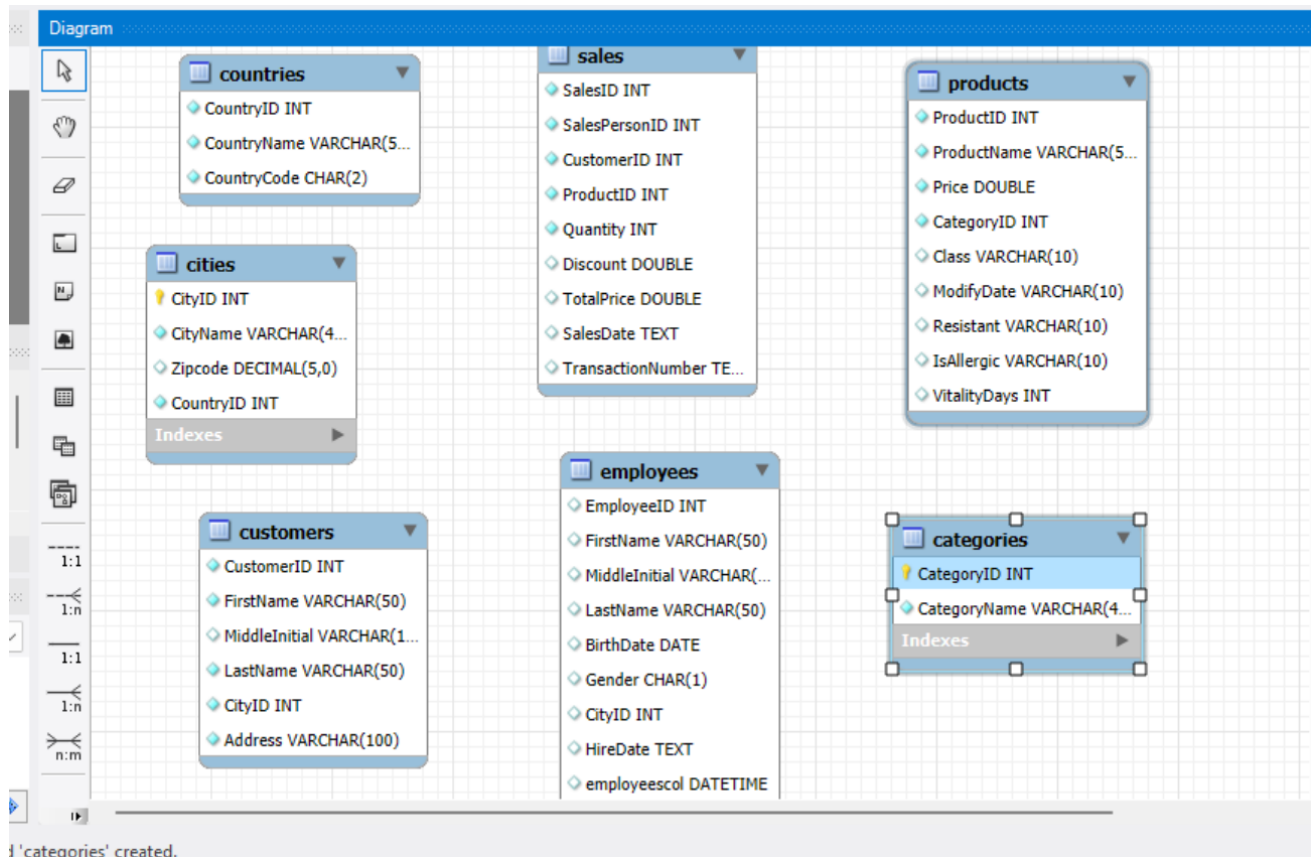 Diagram
countries
CountryID INT
CountryName VARCHAR(5...
CountryCode CHAR(2)
cities
CityID INT
CityName VARCHAR(4...
Zipcode DECIMAL(5,0)
CountryID INT
Indexes
customers
CustomerID INT
FirstName VARCHAR(50)
MiddleInitial VARCHAR(1...
LastName VARCHAR(50)
CityID INT
Address VARCHAR(100)
sales
SalesID INT
SalesPersonID INT
CustomerID INT
ProductID INT
Quantity INT
Discount DOUBLE
TotalPrice DOUBLE
SalesDate TEXT
TransactionNumber TE...
employees
EmployeeID INT
FirstName VARCHAR(50)
MiddleInitial VARCHAR(...
LastName VARCHAR(50)
BirthDate DATE
Gender CHAR(1)
CityID INT
HireDate TEXT
employeescol DATETIME
products
ProductID INT
ProductName VARCHAR(5...
Price DOUBLE
CategoryID INT
Class VARCHAR(10)
ModifyDate VARCHAR(10)
Resistant VARCHAR(10)
IsAllergic VARCHAR(10)
VitalityDays INT
categories
CategoryID INT
CategoryName VARCHAR(4...
Indexes
1:1
1:n
1:1
1:n
n:m
'categories' created.